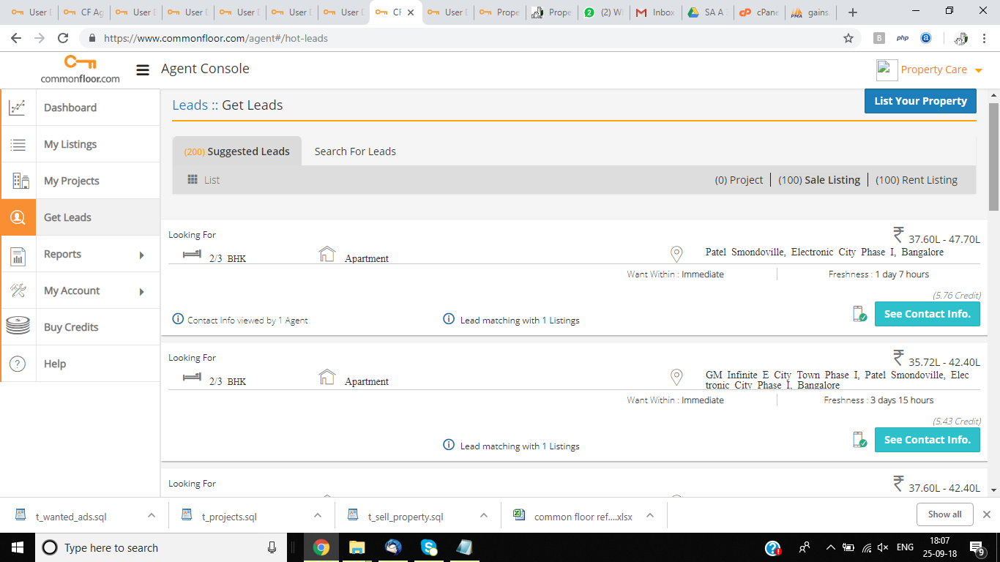 User D
CF Ag
User D
User D
User D
User D
User D
CF
User D
Prope
Prope
(2) W
Inbox
SA A
cPane
gains.
https://www.commonfloor.com/agent#/hot-leads
B
php
a
commonfloor.com
Agent Console
Property Care
Dashboard
My Listings
My Projects
Get Leads
Reports
My Account
Buy Credits
Help
Leads :: Get Leads
List Your Property
(200) Suggested Leads
Search For Leads
List
(0) Project
(100) Sale Listing
(100) Rent Listing
Looking For
₹ 37.60L - 47.70L
2/3 BHK
Apartment
Patel Smondoville, Electronic City Phase I, Bangalore
Want Within : Immediate
Freshness : 1 day 7 hours
(5.76 Credit)
Contact Info viewed by 1 Agent
Lead matching with 1 Listings
See Contact Info.
Looking For
₹ 35.72L - 42.40L
2/3 BHK
Apartment
GM Infinite E City Town Phase I, Patel Smondoville, Elec
tronic City Phase I, Bangalore
Want Within : Immediate
Freshness : 3 days 15 hours
(5.43 Credit)
Lead matching with 1 Listings
See Contact Info.
Looking For
₹ 37.60L - 42.40L
t_wanted_ads.sql
t_projects.sql
t_sell_property.sql
common floor ref....xlsx
Show all
Type here to search
ENG
18:07
25-09-18
9